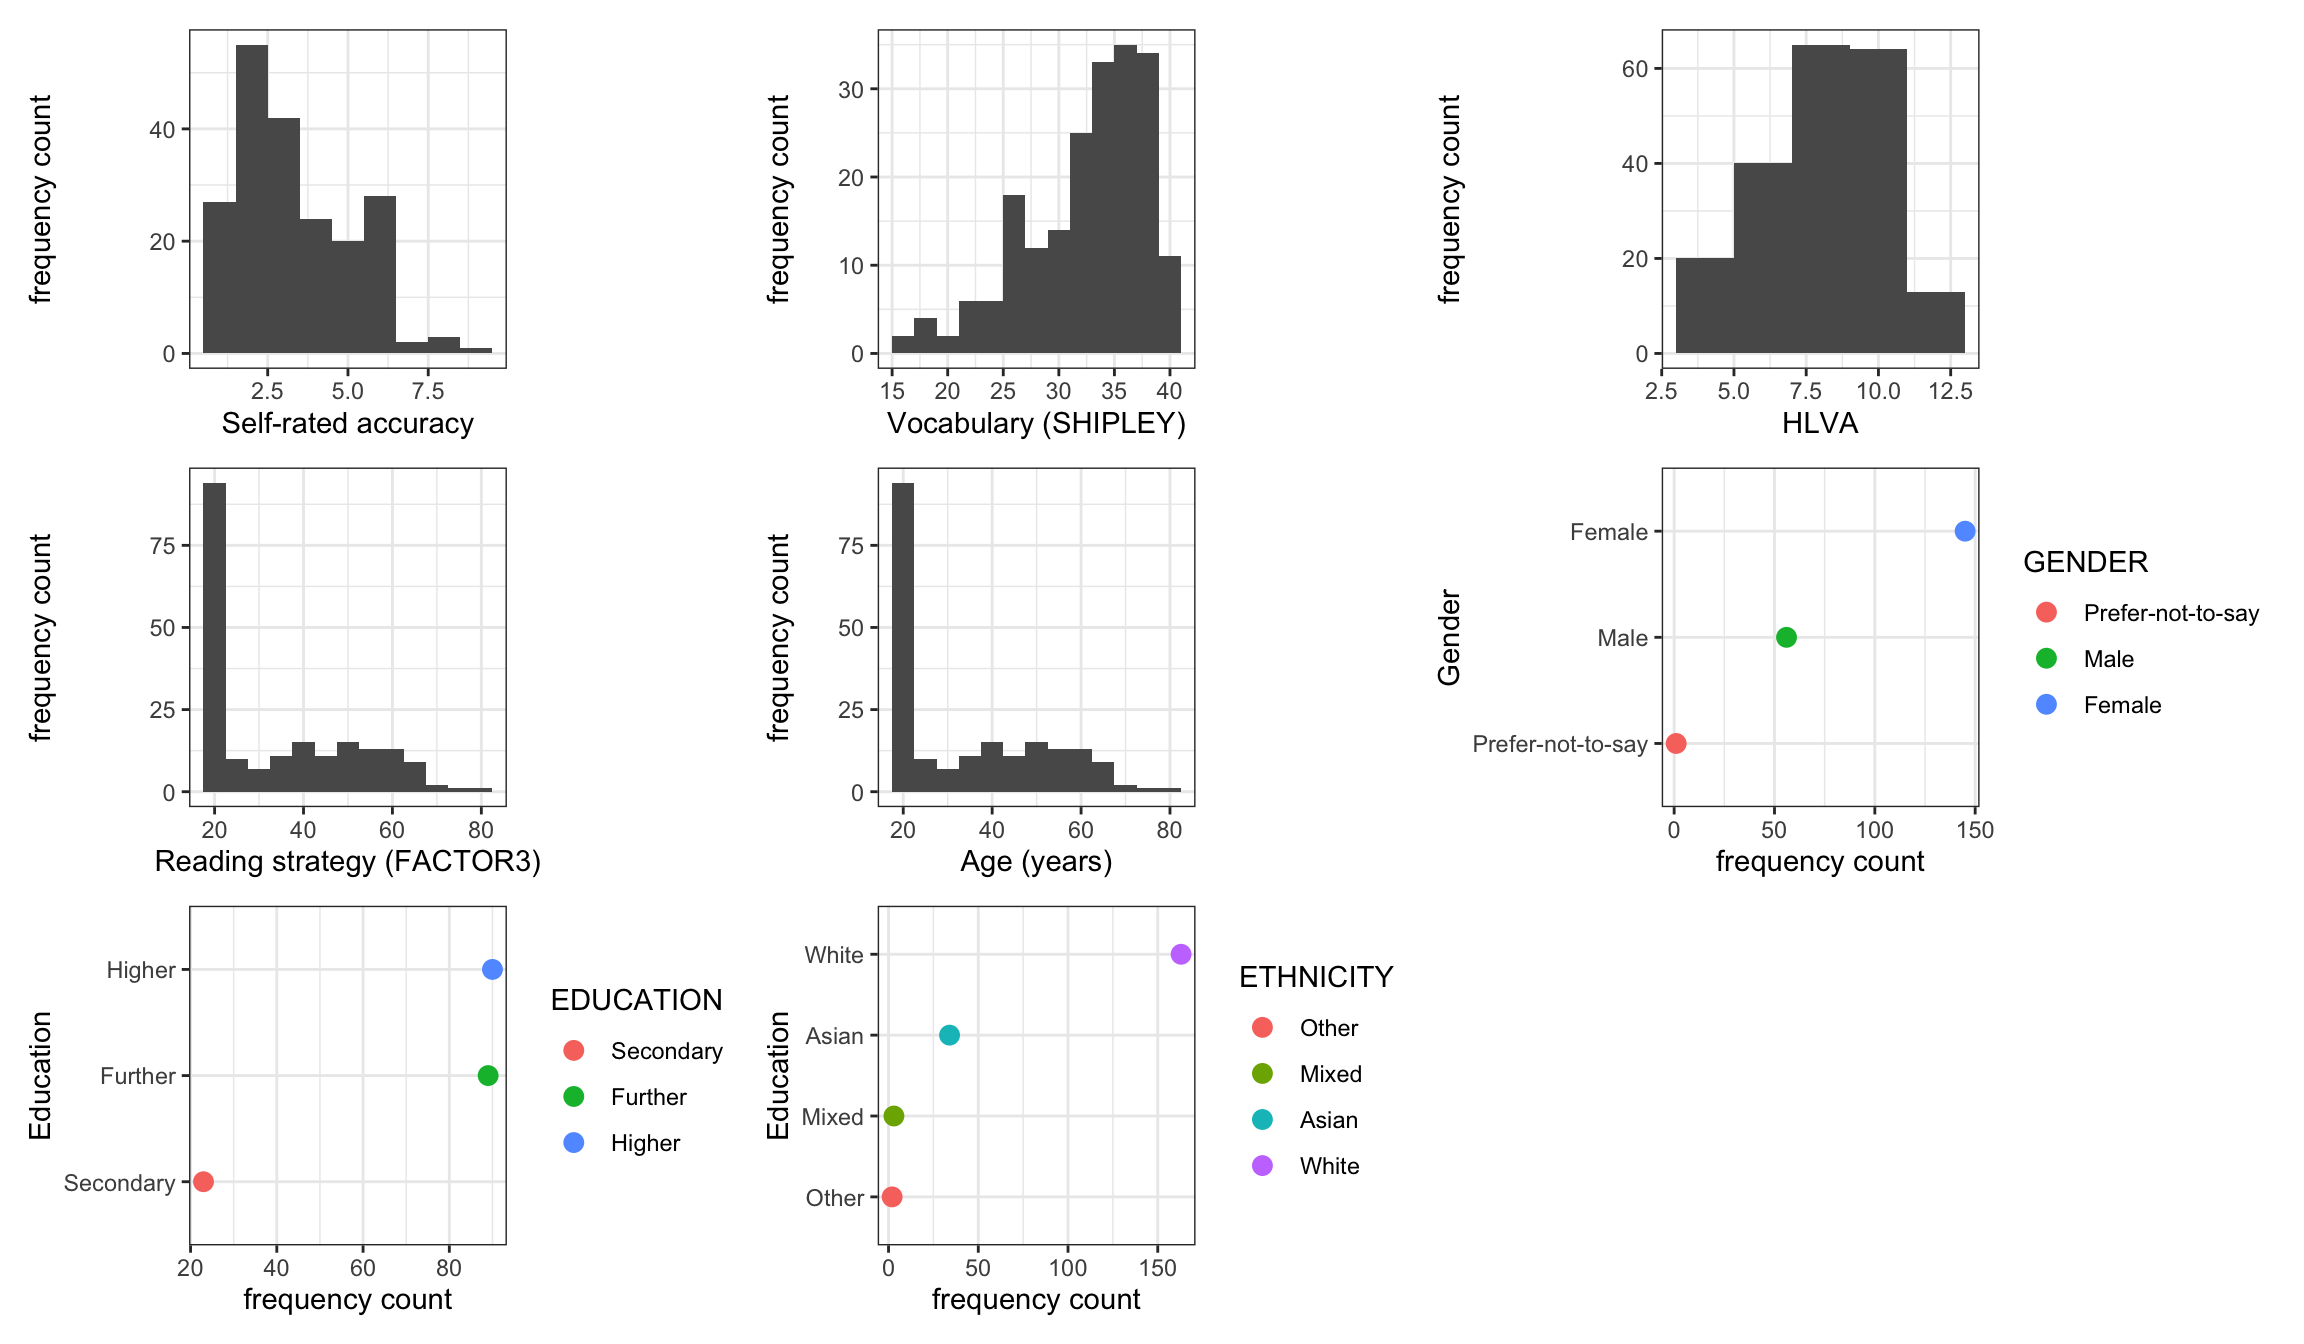 frequency count
40
20
0
2.5 5.0 7.5
Self-rated accuracy
frequency count
30
20
10
0
15 20 25 30 35 40
Vocabulary (SHIPLEY)
frequency count
60
40
20
0
2.5 5.0 7.5 10.0 12.5
HLVA
frequency count
75
50
25
0
20 40 60 80
Reading strategy (FACTOR3)
frequency count
75
50
25
0
20 40 60 80
Age (years)
Gender
Female
Male
Prefer-not-to-say
0 50 100 150
frequency count
GENDER
Prefer-not-to-say
Male
Female
Education
Higher
Further
Secondary
20 40 60 80
frequency count
EDUCATION
Secondary
Further
Higher
Education
White
Asian
Mixed
Other
0 50 100 150
frequency count
ETHNICITY
Other
Mixed
Asian
White